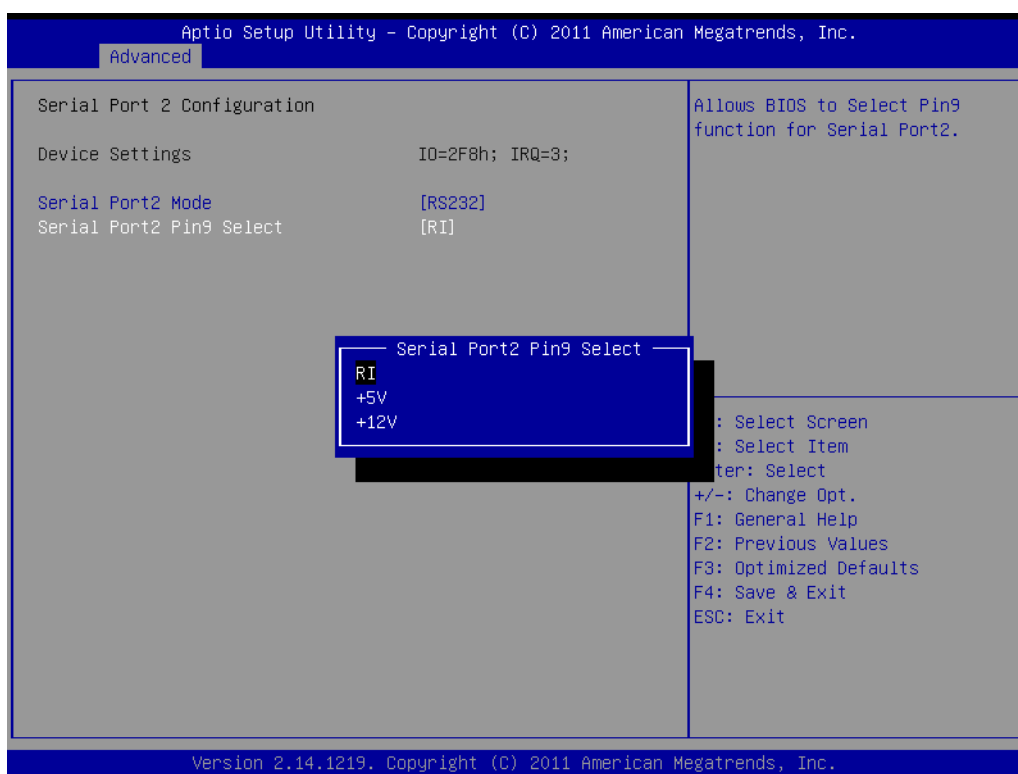 Aptio Setup Utility – Copyright (C) 2011 American Megatrends, Inc.
Advanced
Serial Port 2 Configuration
Device Settings IO=2F8h; IRQ=3;
Serial Port2 Mode [RS232]
Serial Port2 Pin9 Select [RI]
Allows BIOS to Select Pin9
function for Serial Port2.
Serial Port2 Pin9 Select
RI
+5V
+12V
: Select Screen
: Select Item
ter: Select
+/-: Change Opt.
F1: General Help
F2: Previous Values
F3: Optimized Defaults
F4: Save & Exit
ESC: Exit
Version 2.14.1219. Copyright (C) 2011 American Megatrends, Inc.